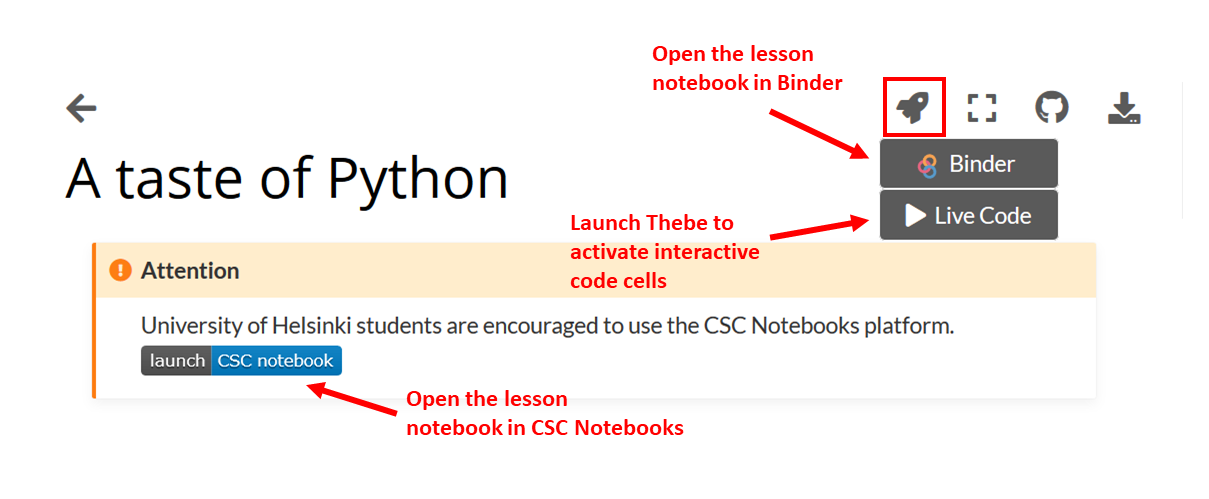 Open the lesson
notebook in Binder
A taste of Python
Binder
Live Code
Launch Thebe to
activate interactive
code cells
Attention
University of Helsinki students are encouraged to use the CSC Notebooks platform.
launch CSC notebook
Open the lesson
notebook in CSC Notebooks